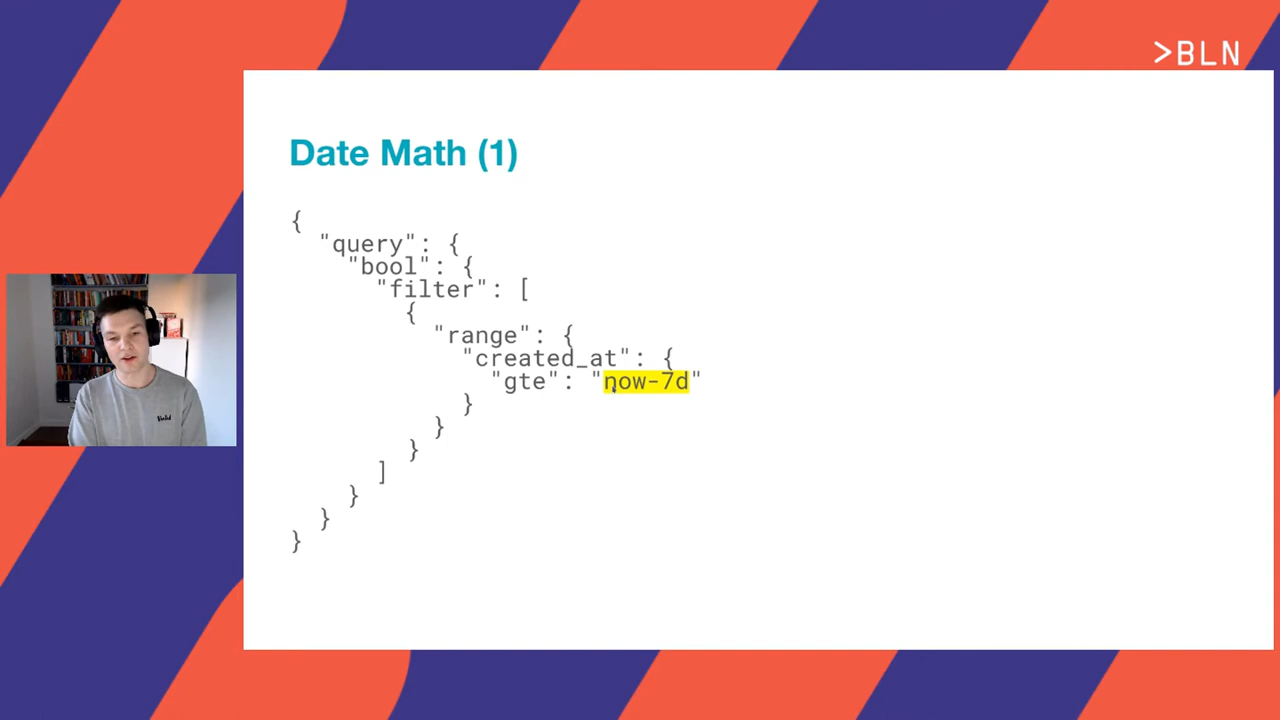 >BLN
Date Math (1)
{
"query": {
"bool": {
"filter": [
{
"range": {
"created_at": {
"gte": "now-7d"
}
}
}
]
}
}
}